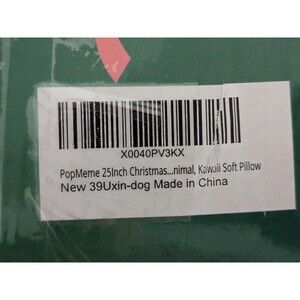 X0040PV3KX
PopMeme 25Inch Christmas...nimal, Kawaii Soft Pillow
New 39Uxin-dog Made in China